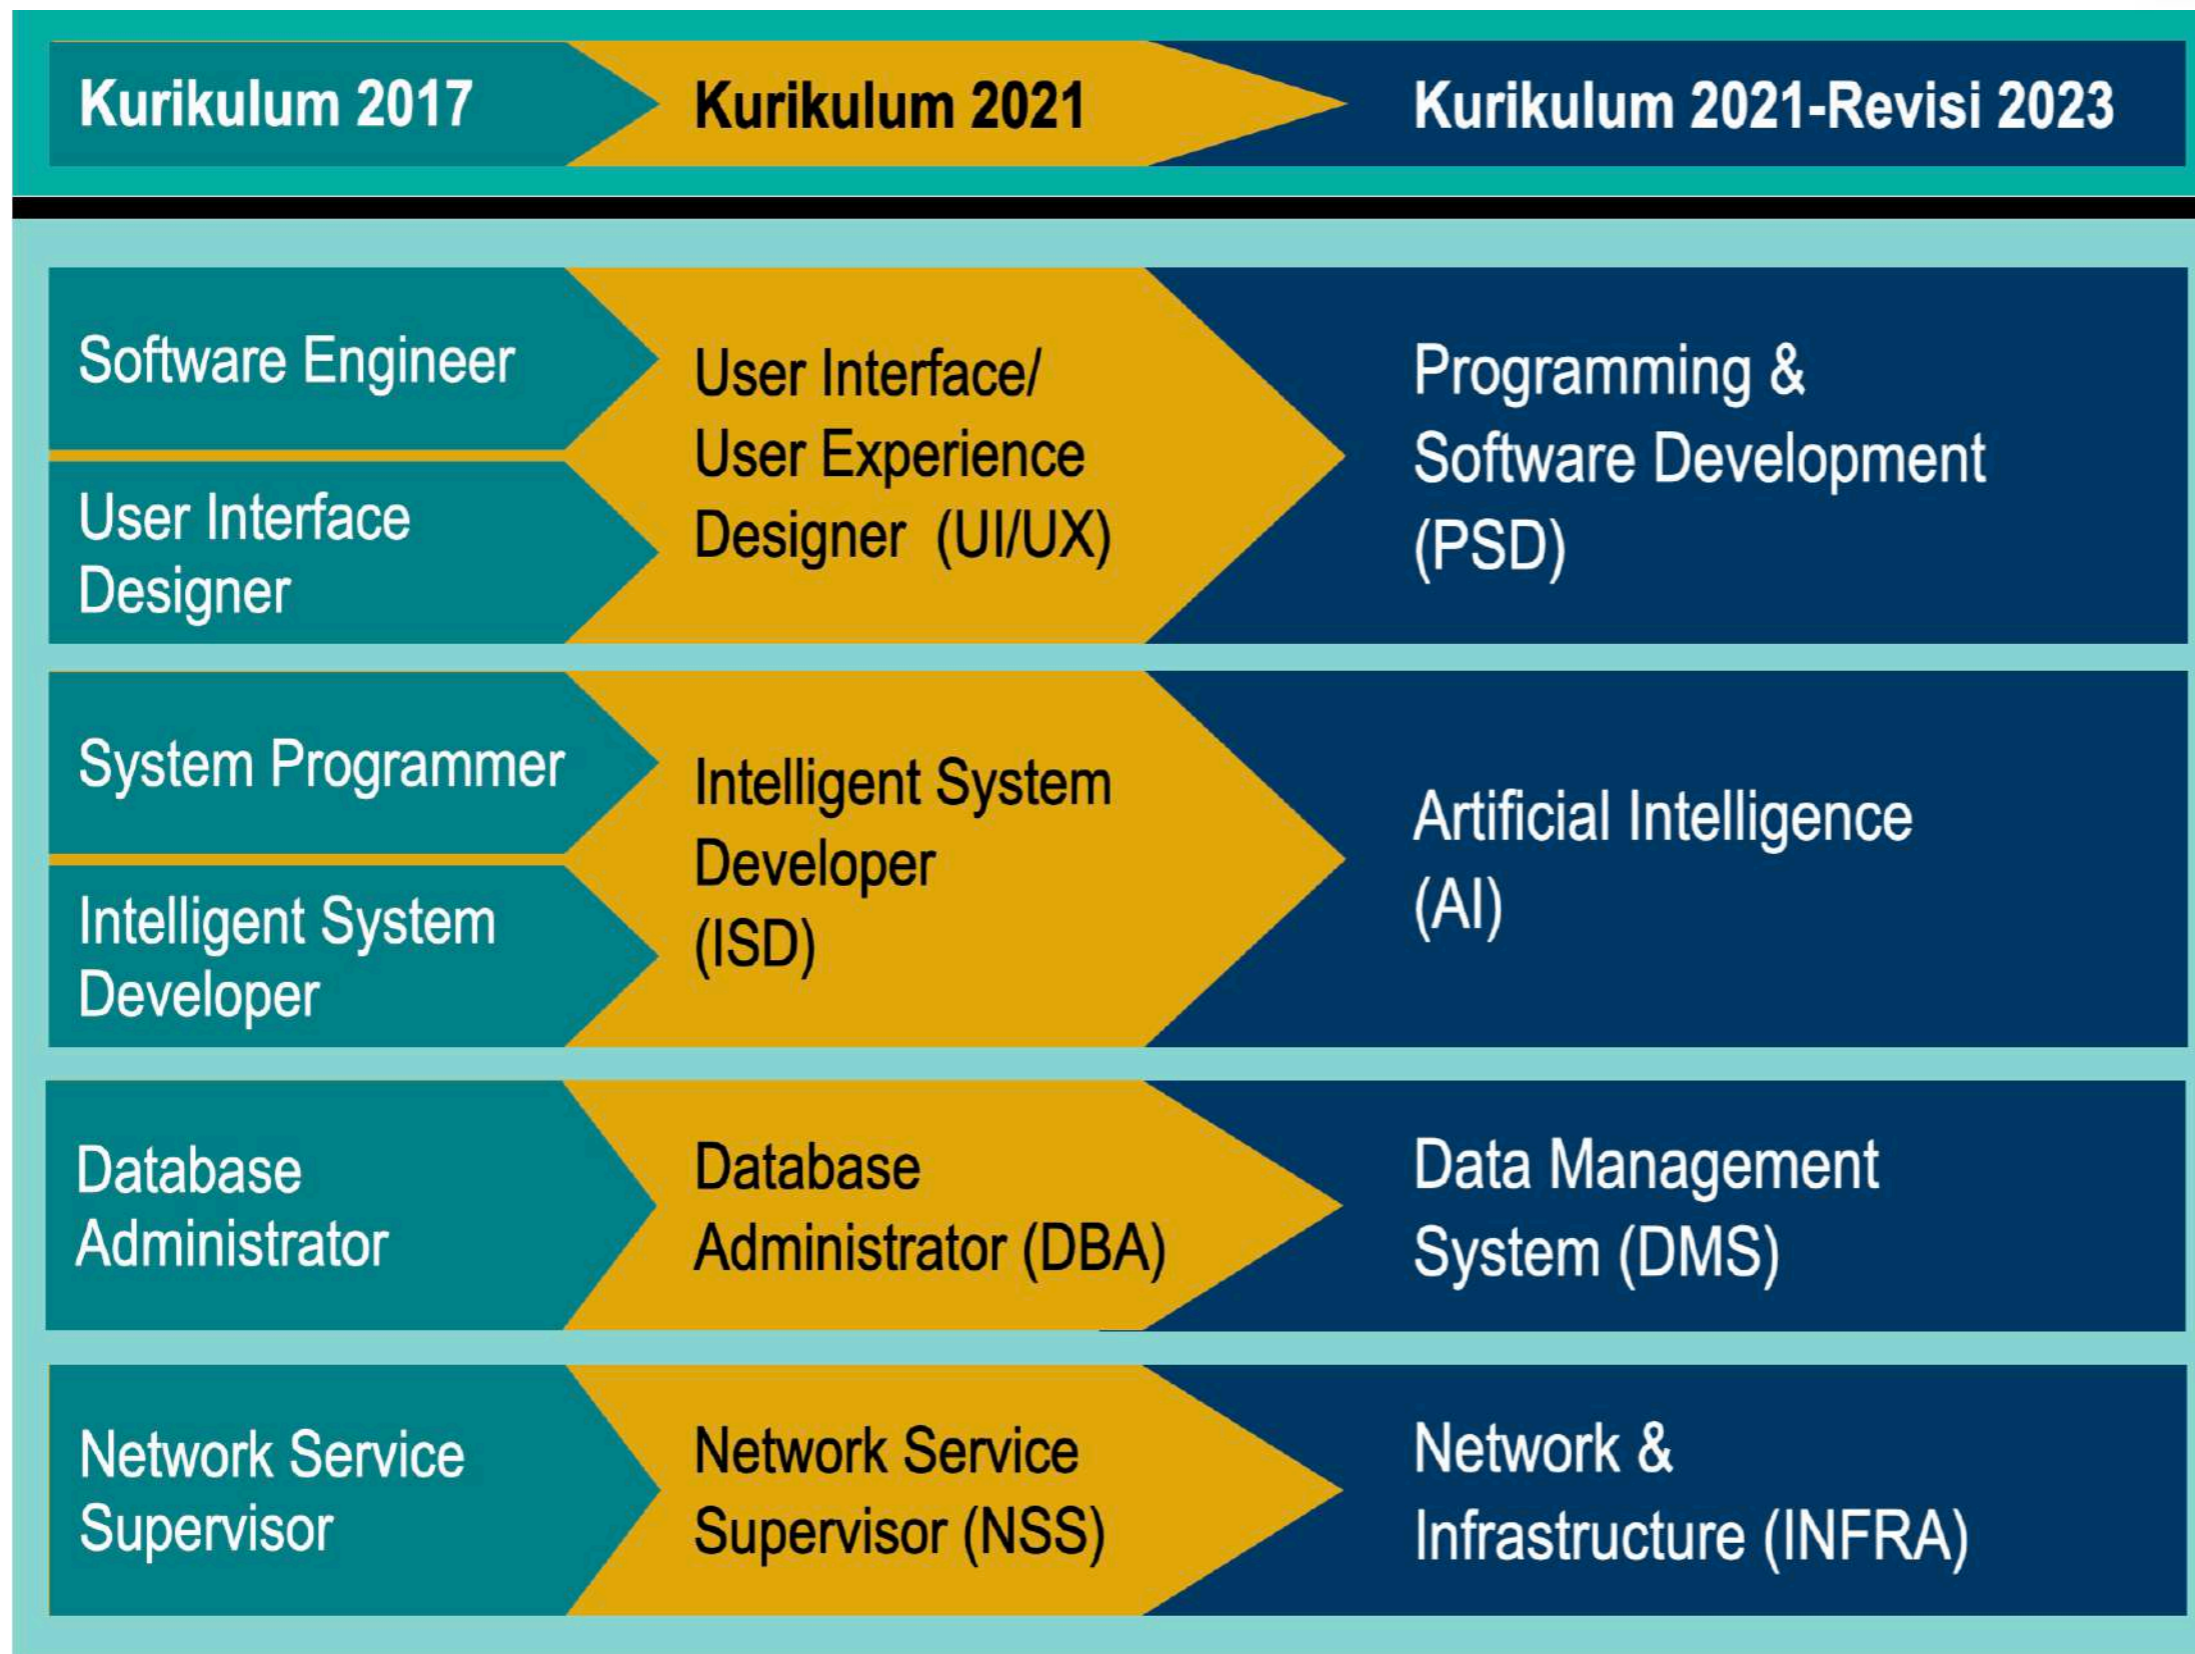 Kurikulum 2017
Kurikulum 2021
Kurikulum 2021-Revisi 2023
Software Engineer
User Interface
Designer
User Interface/
User Experience
Designer (UI/UX)
Programming &
Software Development
(PSD)
System Programmer
Intelligent System
Developer
Intelligent System
Developer
(ISD)
Artificial Intelligence
(AI)
Database
Administrator
Database
Administrator (DBA)
Data Management
System (DMS)
Network Service
Supervisor
Network Service
Supervisor (NSS)
Network &
Infrastructure (INFRA)